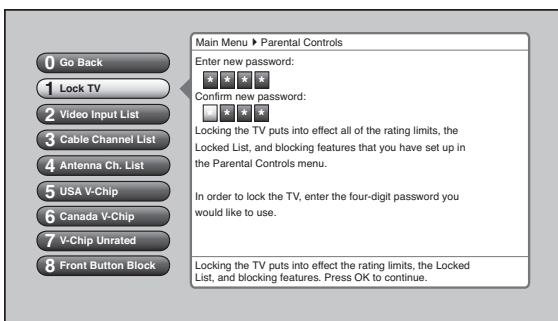 0 Go Back
1 Lock TV
2 Video Input List
3 Cable Channel List
4 Antenna Ch. List
5 USA V-Chip
6 Canada V-Chip
7 V-Chip Unrated
8 Front Button Block
Main Menu ▶ Parental Controls
Enter new password:
* * * *
Confirm new password:
* * * *
Locking the TV puts into effect all of the rating limits, the
Locked List, and blocking features that you have set up in
the Parental Controls menu.
In order to lock the TV, enter the four-digit password you
would like to use.
Locking the TV puts into effect the rating limits, the Locked
List, and blocking features. Press OK to continue.